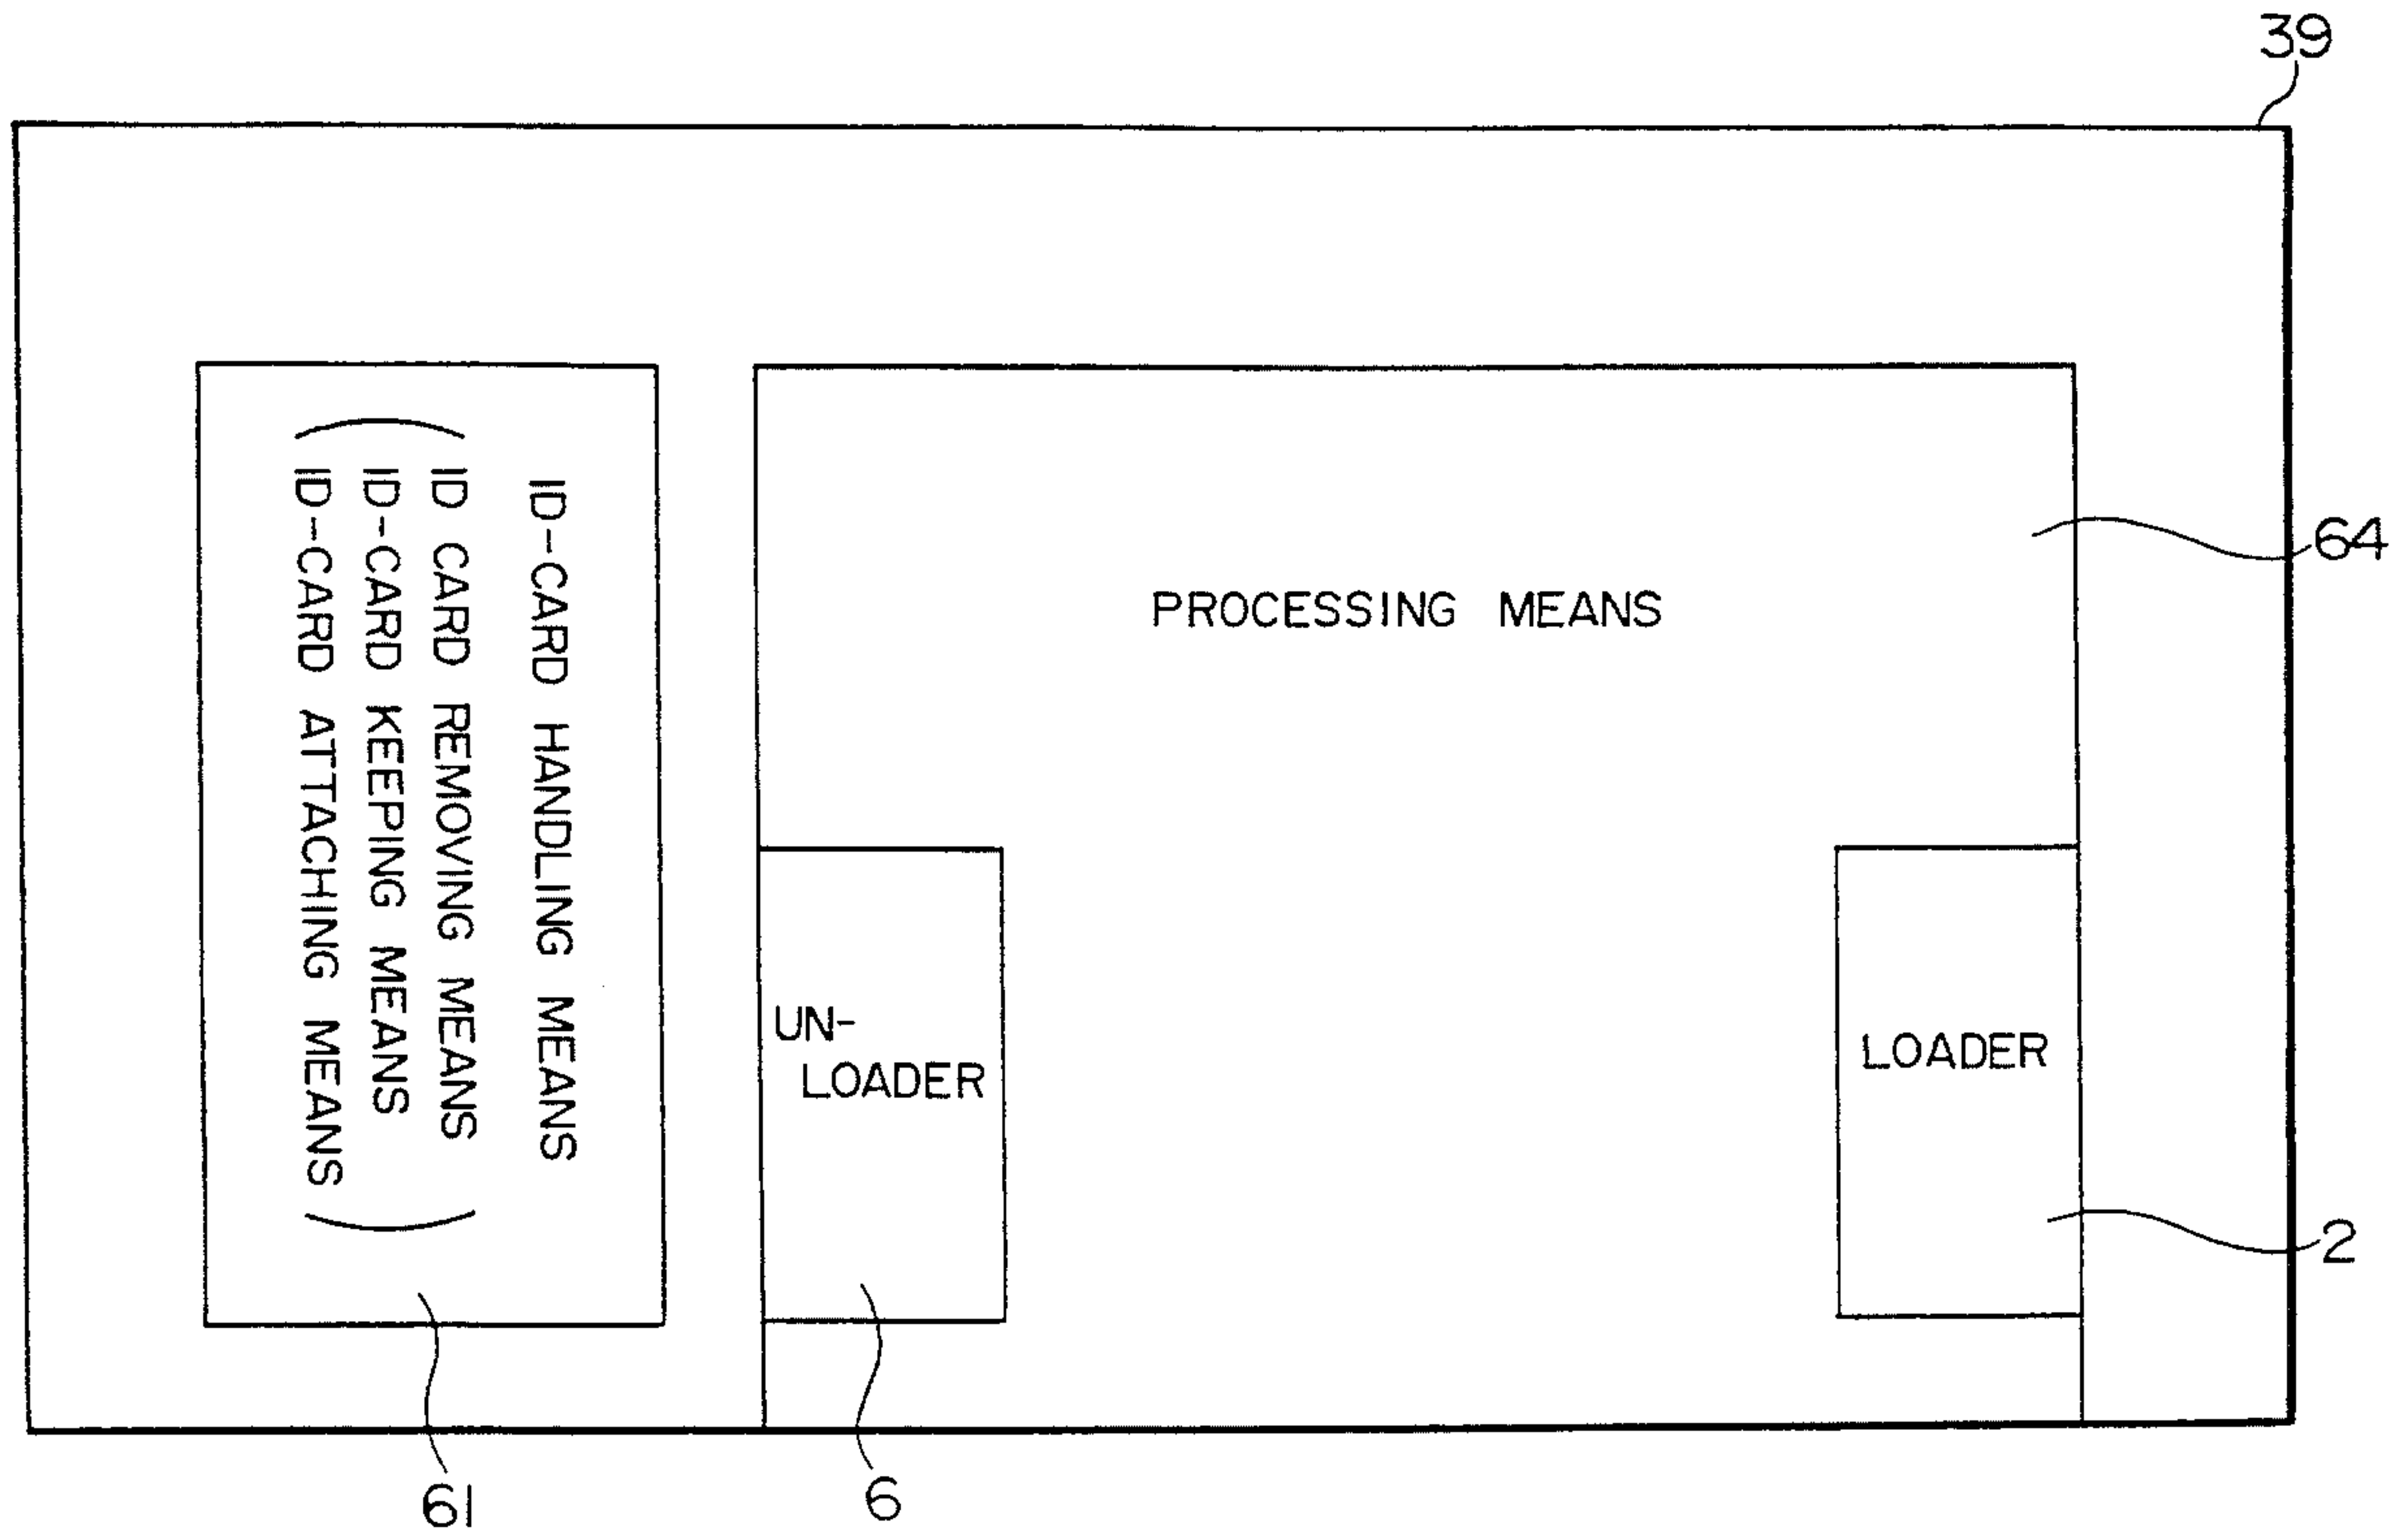 39
ID-CARD HANDLING MEANS
(ID CARD REMOVING MEANS
ID-CARD KEEPING MEANS
ID-CARD ATTACHING MEANS)
PROCESSING MEANS
64
UN-
LOADER
LOADER
2
61
6